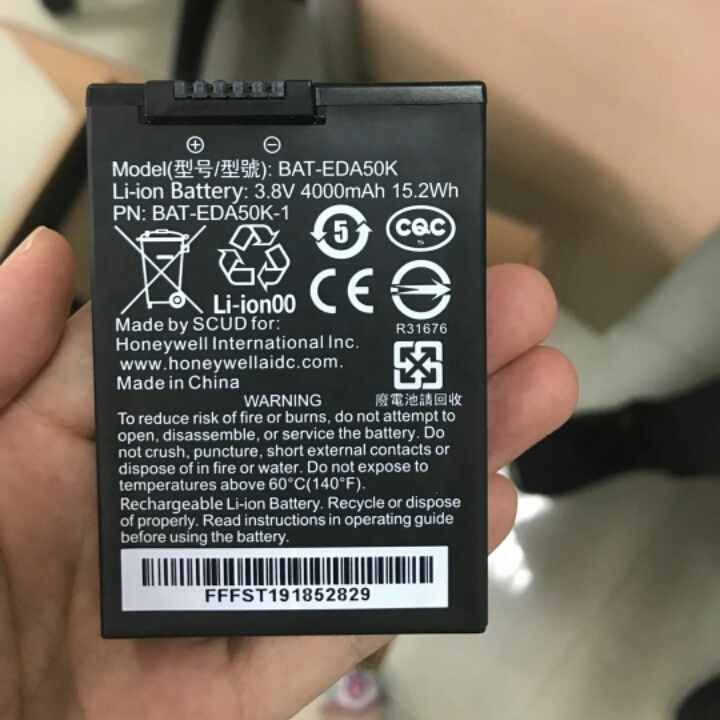 Model(型号/型號): BAT-EDA50K
Li-ion Battery: 3.8V 4000mAh 15.2Wh
PN: BAT-EDA50K-1
5
CQC
S
Li-ion00
R31676
Made by SCUD for:
Honeywell International Inc.
www.honeywellaidc.com.
Made in China
廢電池請回收
WARNING
To reduce risk of fire or burns, do not attempt to
open, disassemble, or service the battery. Do
not crush, puncture, short external contacts or
dispose of in fire or water. Do not expose to
temperatures above 60°C(140°F).
Rechargeable Li-ion Battery. Recycle or dispose
of properly. Read instructions in operating guide
before using the battery.
FFFST191852829